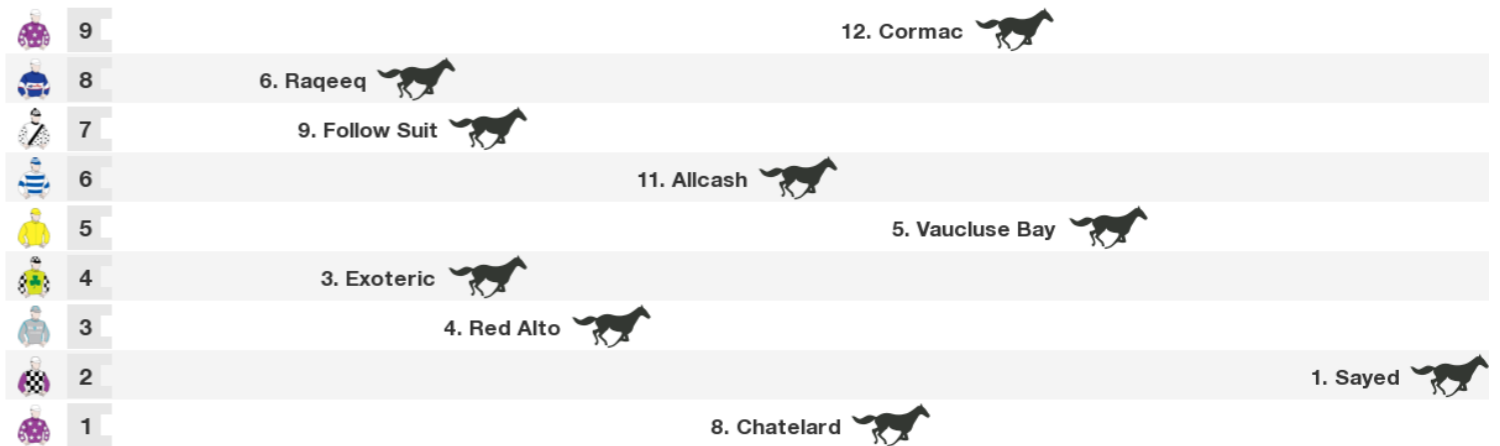 9 12. Cormac
8 6. Raqeeq
7 9. Follow Suit
6 11. Allcash
5 5. Vaucluse Bay
4 3. Exoteric
3 4. Red Alto
2 1. Sayed
1 8. Chatelard